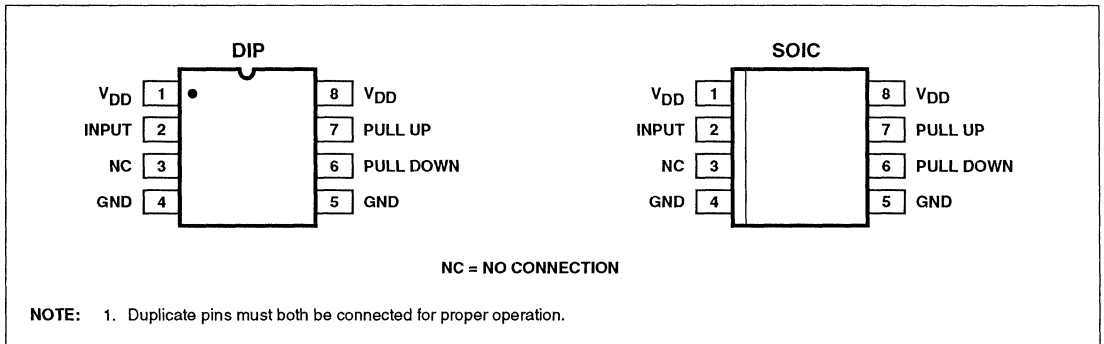 DIP
VDD 1 8 VDD
INPUT 2 7 PULL UP
NC 3 6 PULL DOWN
GND 4 5 GND
SOIC
VDD 1 8 VDD
INPUT 2 7 PULL UP
NC 3 6 PULL DOWN
GND 4 5 GND
NC = NO CONNECTION
NOTE: 1. Duplicate pins must both be connected for proper operation.